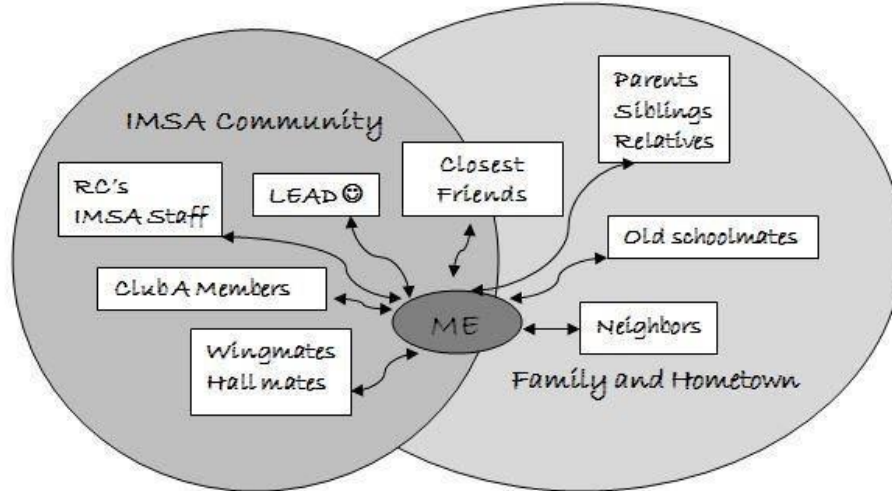 IMSA Community
RC's
IMSA Staff
LEAD☺
Closest
Friends
Parents
Siblings
Relatives
Old schoolmates
Club A Members
ME
Neighbors
Wingmates
Hall mates
Family and Hometown